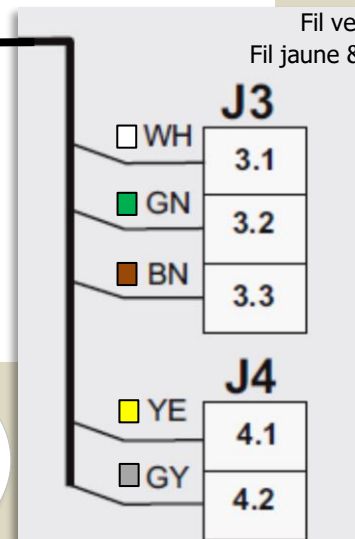 Fil
Fil jaune &
J3
WH 3.1
GN 3.2
BN 3.3
J4
YE 4.1
GY 4.2